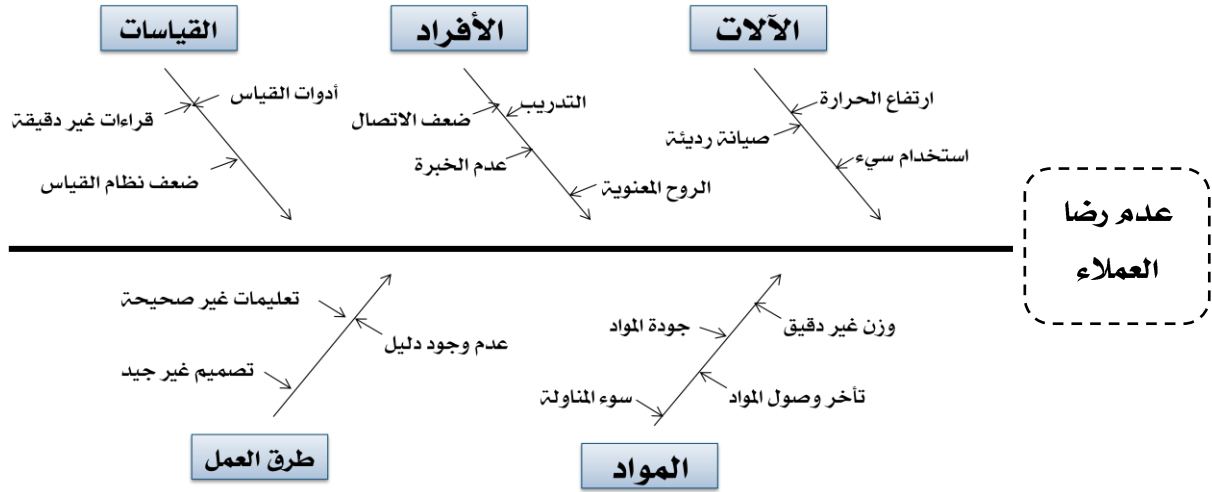 الآلات
الأفراد
القياسات
ارتفاع الحرارة
صيانة رديئة
استخدام سيء
التدريب
ضعف الاتصال
عدم الخبرة
الروح المعنوية
أدوات القياس
قراءات غير دقيقة
ضعف نظام القياس
عدم رضا
العملاء
وزن غير دقيق
جودة المواد
تأخر وصول المواد
سوء المناولة
المواد
تعليمات غير صحيحة
عدم وجود دليل
تصميم غير جيد
طرق العمل